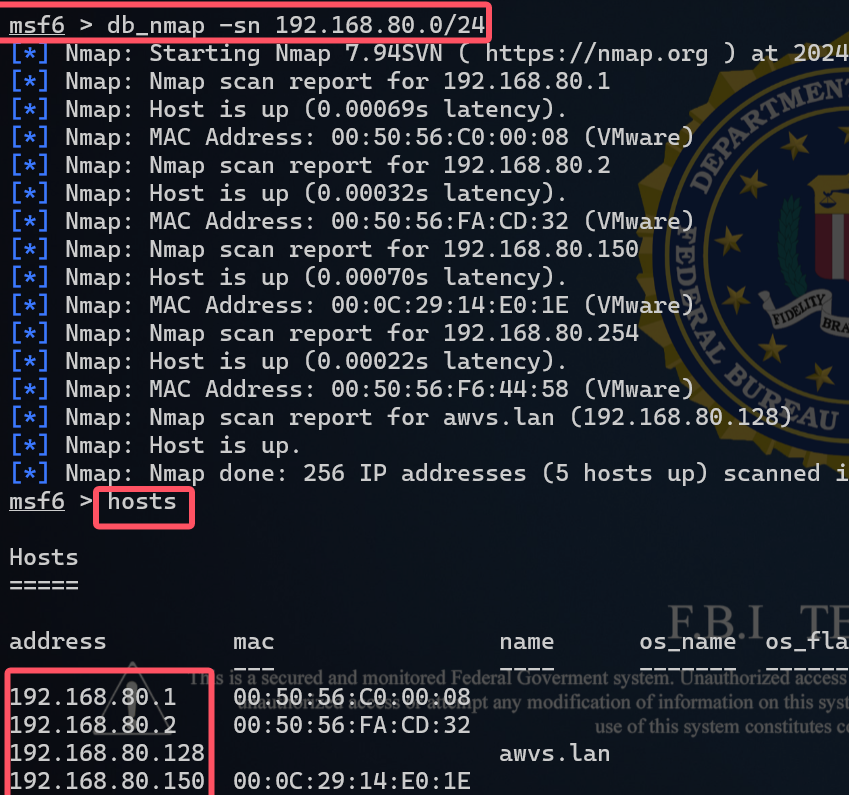 msf6 > db_nmap -sn 192.168.80.0/24
[*] Nmap: Starting Nmap 7.94SVN ( https://nmap.org ) at 2024
[*] Nmap: Nmap scan report for 192.168.80.1
[*] Nmap: Host is up (0.00069s latency).
[*] Nmap: MAC Address: 00:50:56:C0:00:08 (VMware)
[*] Nmap: Nmap scan report for 192.168.80.2
[*] Nmap: Host is up (0.00032s latency).
[*] Nmap: MAC Address: 00:50:56:FA:CD:32 (VMware)
[*] Nmap: Nmap scan report for 192.168.80.150
[*] Nmap: Host is up (0.00070s latency).
[*] Nmap: MAC Address: 00:0C:29:14:E0:1E (VMware)
[*] Nmap: Nmap scan report for 192.168.80.254
[*] Nmap: Host is up (0.00022s latency).
[*] Nmap: MAC Address: 00:50:56:F6:44:58 (VMware)
[*] Nmap: Nmap scan report for awvs.lan (192.168.80.128)
[*] Nmap: Host is up.
[*] Nmap: Nmap done: 256 IP addresses (5 hosts up) scanned i
DEPARTMEN
FEDERAL BUREAU
FIDELITY
BRA
msf6 > hosts
Hosts
=====
F.B.I TE
address mac name os_name os_fla
--- ---- ------- ------
This is a secured and monitored Federal Goverment system. Unauthorized access
192.168.80.1 00:50:56:C0:00:08
unauthorized access or attempt any modification of information on this syst
192.168.80.2 00:50:56:FA:CD:32
use of this system constitutes co
192.168.80.128 awvs.lan
192.168.80.150 00:0C:29:14:E0:1E